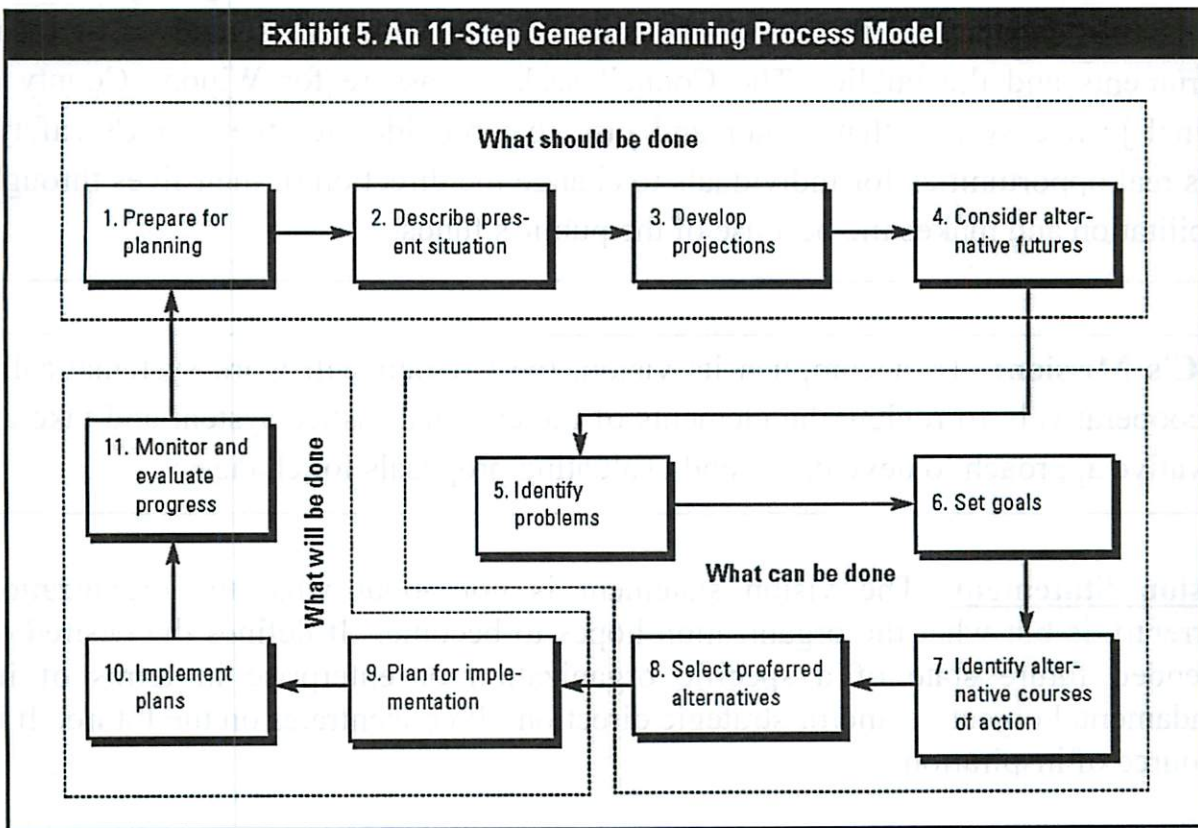 Exhibit 5. An 11-Step General Planning Process Model
What should be done
1. Prepare for
planning
2. Describe pres-
ent situation
3. Develop
projections
4. Consider alter-
native futures
5. Identify
problems
6. Set goals
What can be done
7. Identify alter-
native courses
of action
8. Select preferred
alternatives
9. Plan for imple-
mentation
10. Implement
plans
11. Monitor and
evaluate
progress
What will be done